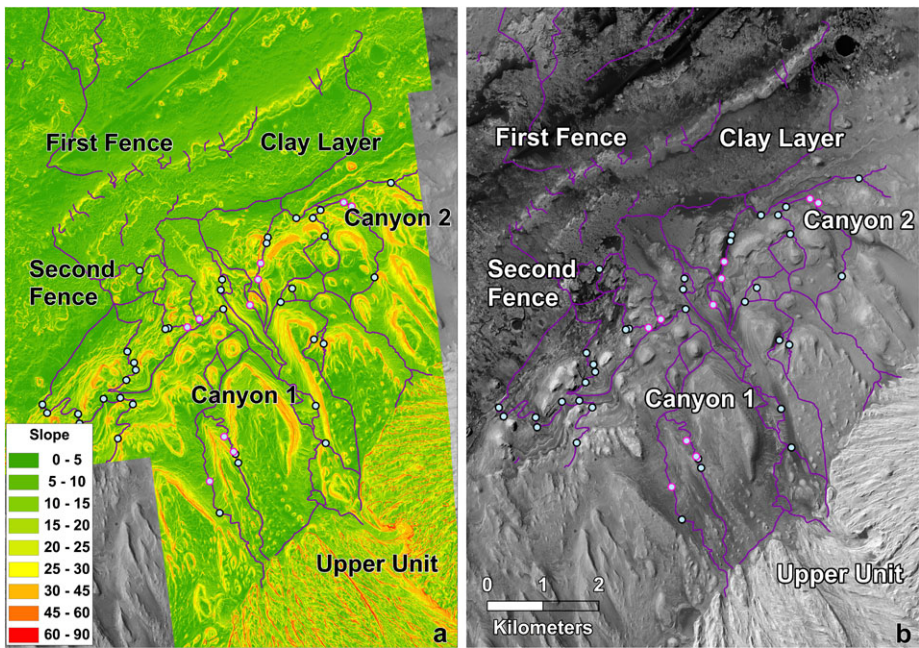 First Fence
Clay Layer
Canyon 2
Second
Fence
Canyon 1
Upper Unit
Slope
0 - 5
5 - 10
10 - 15
15 - 20
20 - 25
25 - 30
30 - 45
45 - 60
60 - 90
a
First Fence
Clay Layer
Canyon 2
Second
Fence
Canyon 1
Upper Unit
0 1 2
Kilometers
b